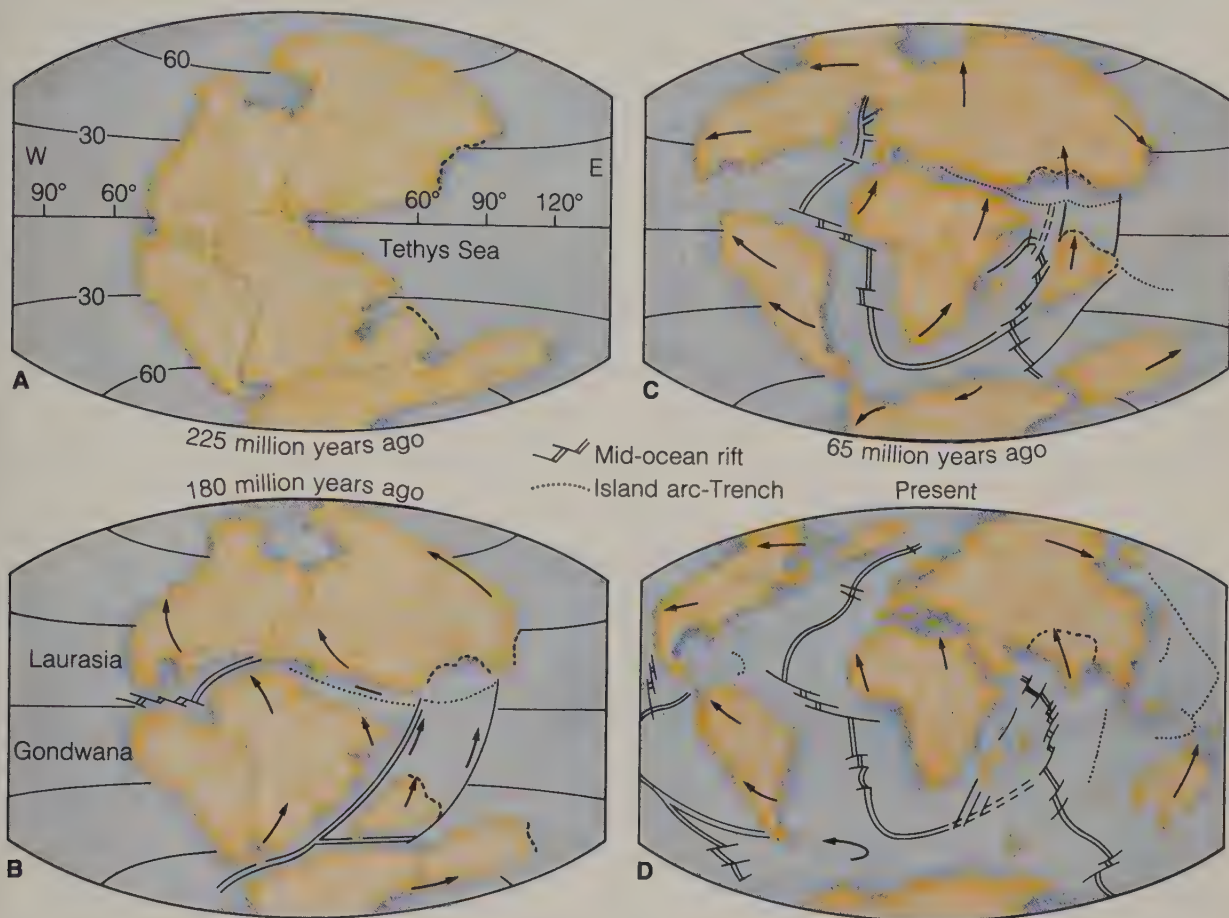 60
30
W
E
90°
60°
60°
90°
120°
Tethys Sea
30
60
A
225 million years ago
C
65 million years ago
Mid-ocean rift
Island arc-Trench
180 million years ago
Laurasia
Gondwana
B
Present
D